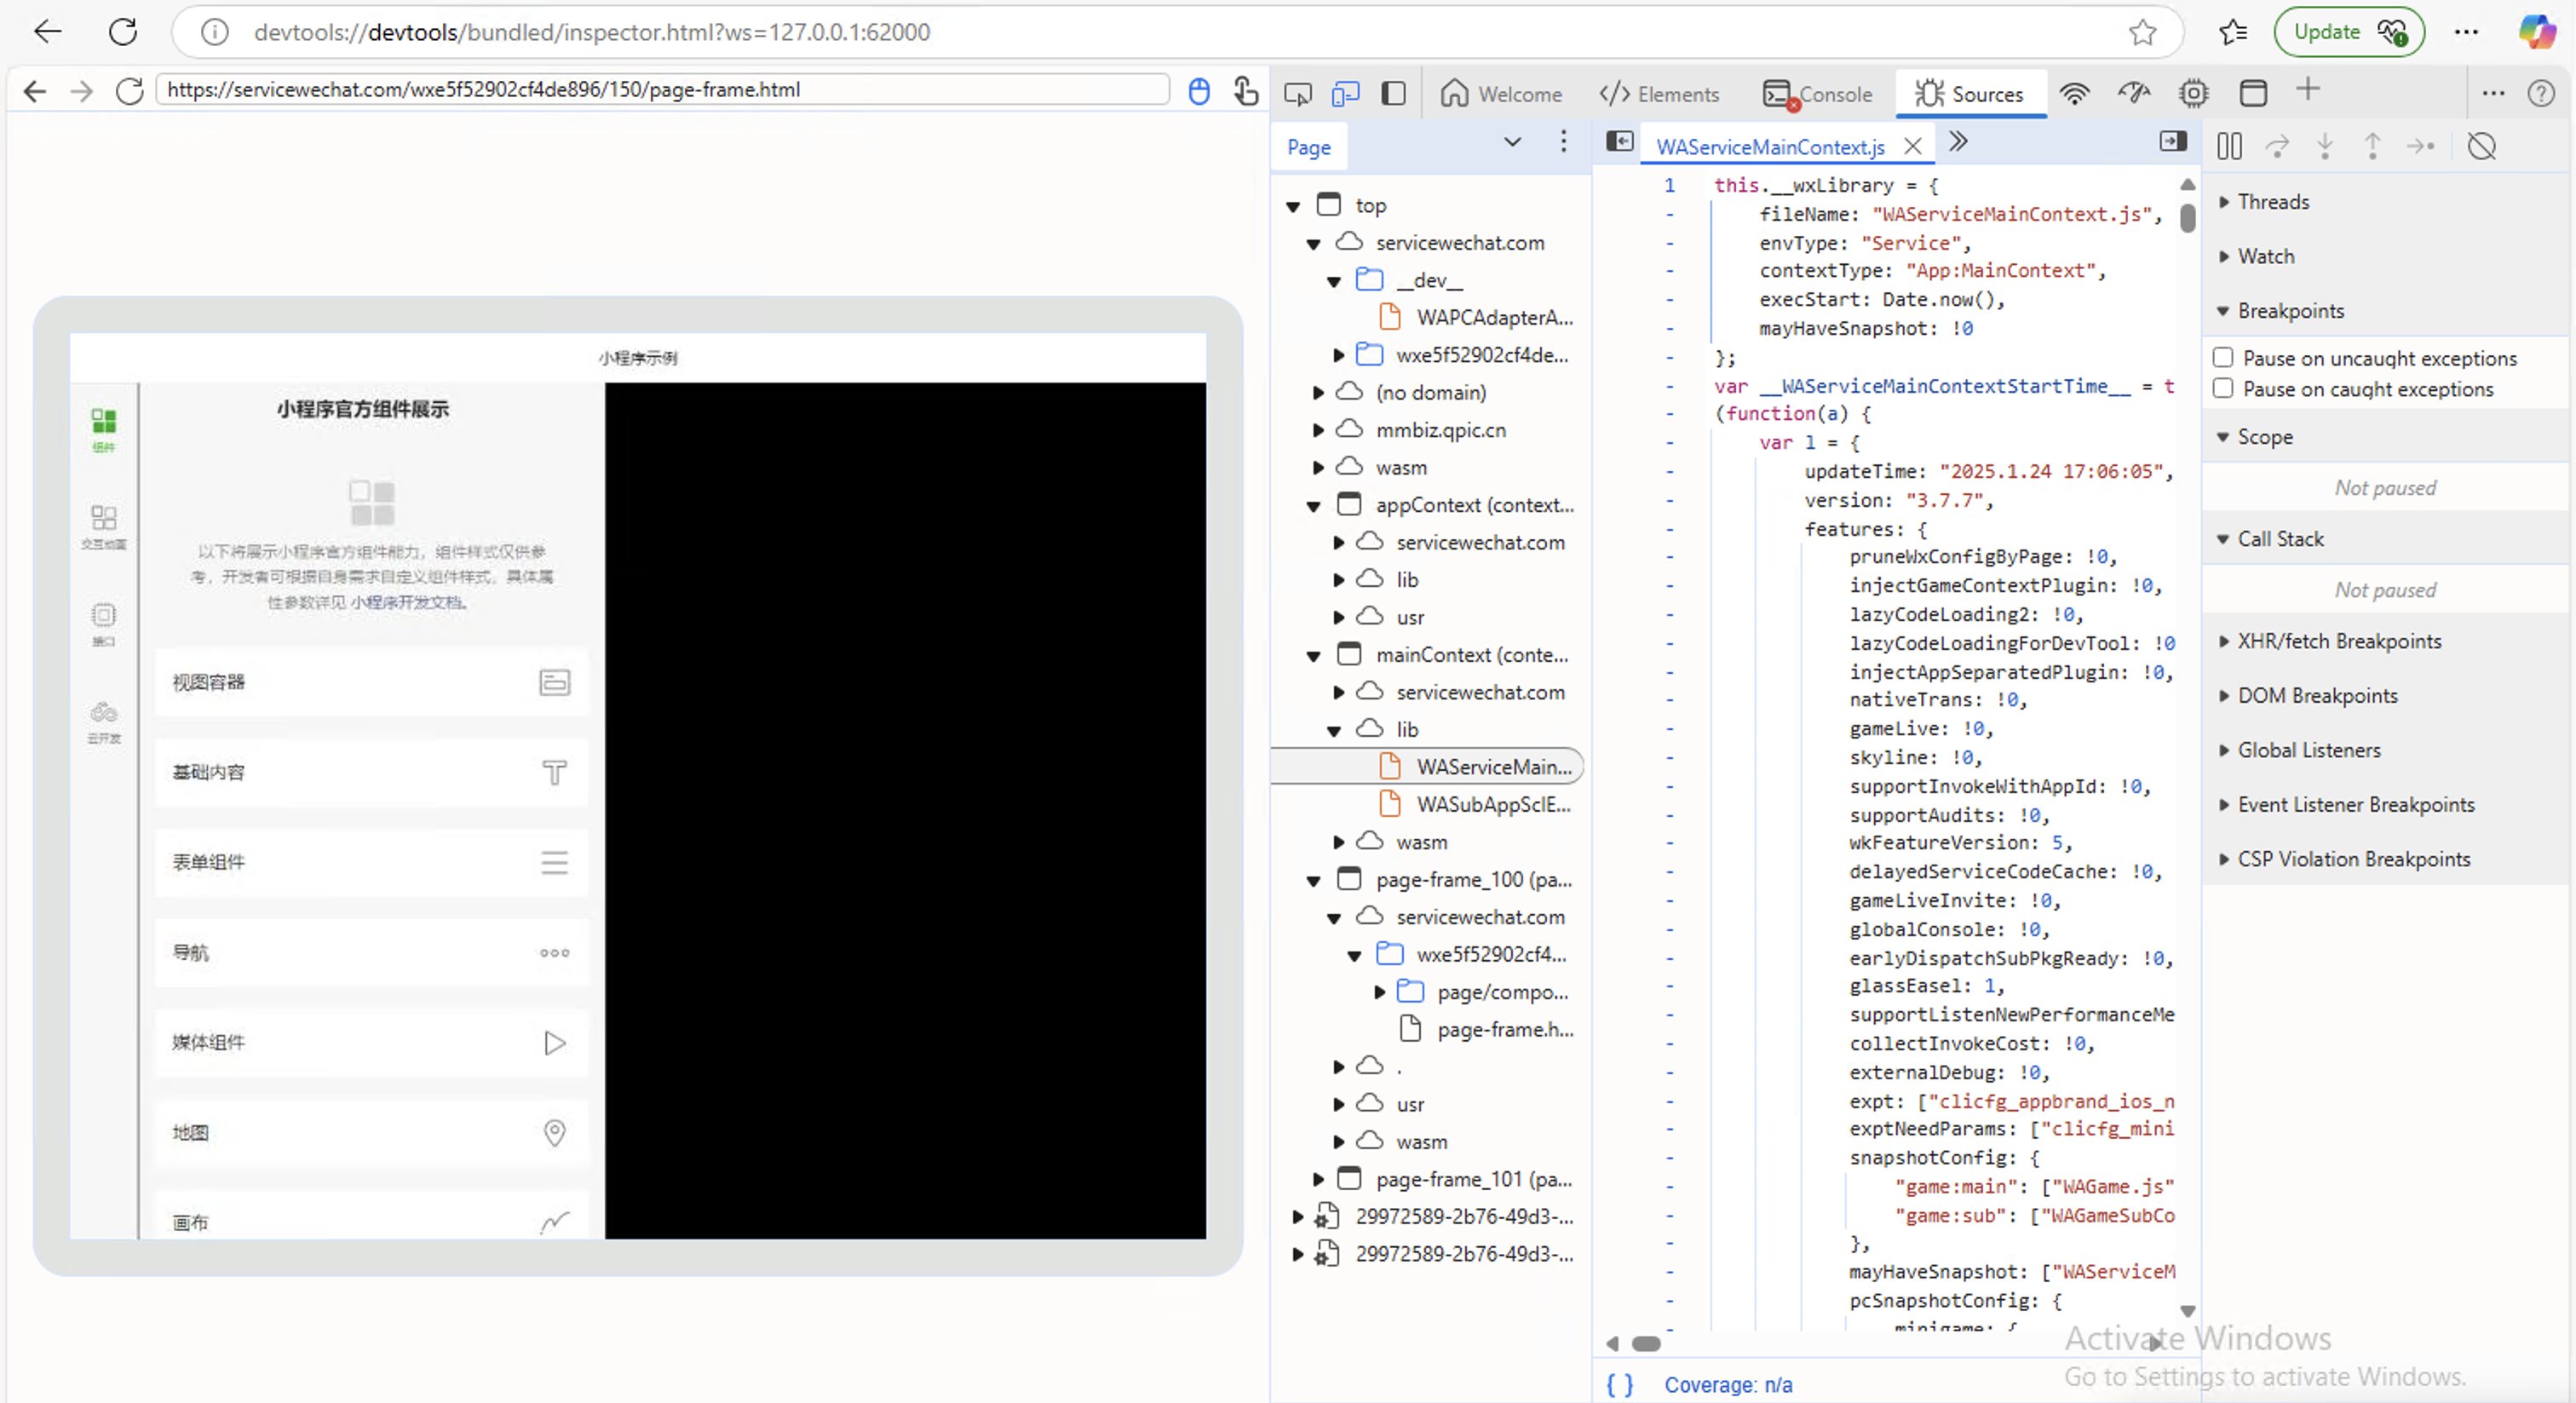 devtools://devtools/bundled/inspector.html?ws=127.0.0.1:62000
Update
https://servicewechat.com/wxe5f52902cf4de896/150/page-frame.html
Welcome
Elements
Console
Sources
小程序示例
组件
交互动画
接口
云开发
小程序官方组件展示
以下将展示小程序官方组件能力，组件样式仅供参
考，开发者可根据自身需求自定义组件样式，具体属
性参数详见 小程序开发文档。
视图容器
基础内容
表单组件
导航
媒体组件
地图
画布
Page
top
servicewechat.com
__dev__
WAPCAdapterA...
wxe5f52902cf4de...
(no domain)
mmbiz.qpic.cn
wasm
appContext (context...
servicewechat.com
lib
usr
mainContext (conte...
servicewechat.com
lib
WAServiceMain...
WASubAppSclE...
wasm
page-frame_100 (pa...
servicewechat.com
wxe5f52902cf4...
page/compo...
page-frame.h...
.
usr
wasm
page-frame_101 (pa...
29972589-2b76-49d3-...
29972589-2b76-49d3-...
WAServiceMainContext.js
1
this.__wxLibrary = {
fileName: "WAServiceMainContext.js",
envType: "Service",
contextType: "App:MainContext",
execStart: Date.now(),
mayHaveSnapshot: !0
};
var __WAServiceMainContextStartTime__ = t
(function(a) {
var l = {
updateTime: "2025.1.24 17:06:05",
version: "3.7.7",
features: {
pruneWxConfigByPage: !0,
injectGameContextPlugin: !0,
lazyCodeLoading2: !0,
lazyCodeLoadingForDevTool: !0
injectAppSeparatedPlugin: !0,
nativeTrans: !0,
gameLive: !0,
skyline: !0,
supportInvokeWithAppId: !0,
supportAudits: !0,
wkFeatureVersion: 5,
delayedServiceCodeCache: !0,
gameLiveInvite: !0,
globalConsole: !0,
earlyDispatchSubPkgReady: !0,
glassEasel: 1,
supportListenNewPerformanceMe
collectInvokeCost: !0,
externalDebug: !0,
expt: ["clicfg_appbrand_ios_n
exptNeedParams: ["clicfg_mini
snapshotConfig: {
"game:main": ["WAGame.js"
"game:sub": ["WAGameSubCo
},
mayHaveSnapshot: ["WAServiceM
pcSnapshotConfig: {
minigame: {
{ } Coverage: n/a
Threads
Watch
Breakpoints
Pause on uncaught exceptions
Pause on caught exceptions
Scope
Not paused
Call Stack
Not paused
XHR/fetch Breakpoints
DOM Breakpoints
Global Listeners
Event Listener Breakpoints
CSP Violation Breakpoints
Activate Windows
Go to Settings to activate Windows.